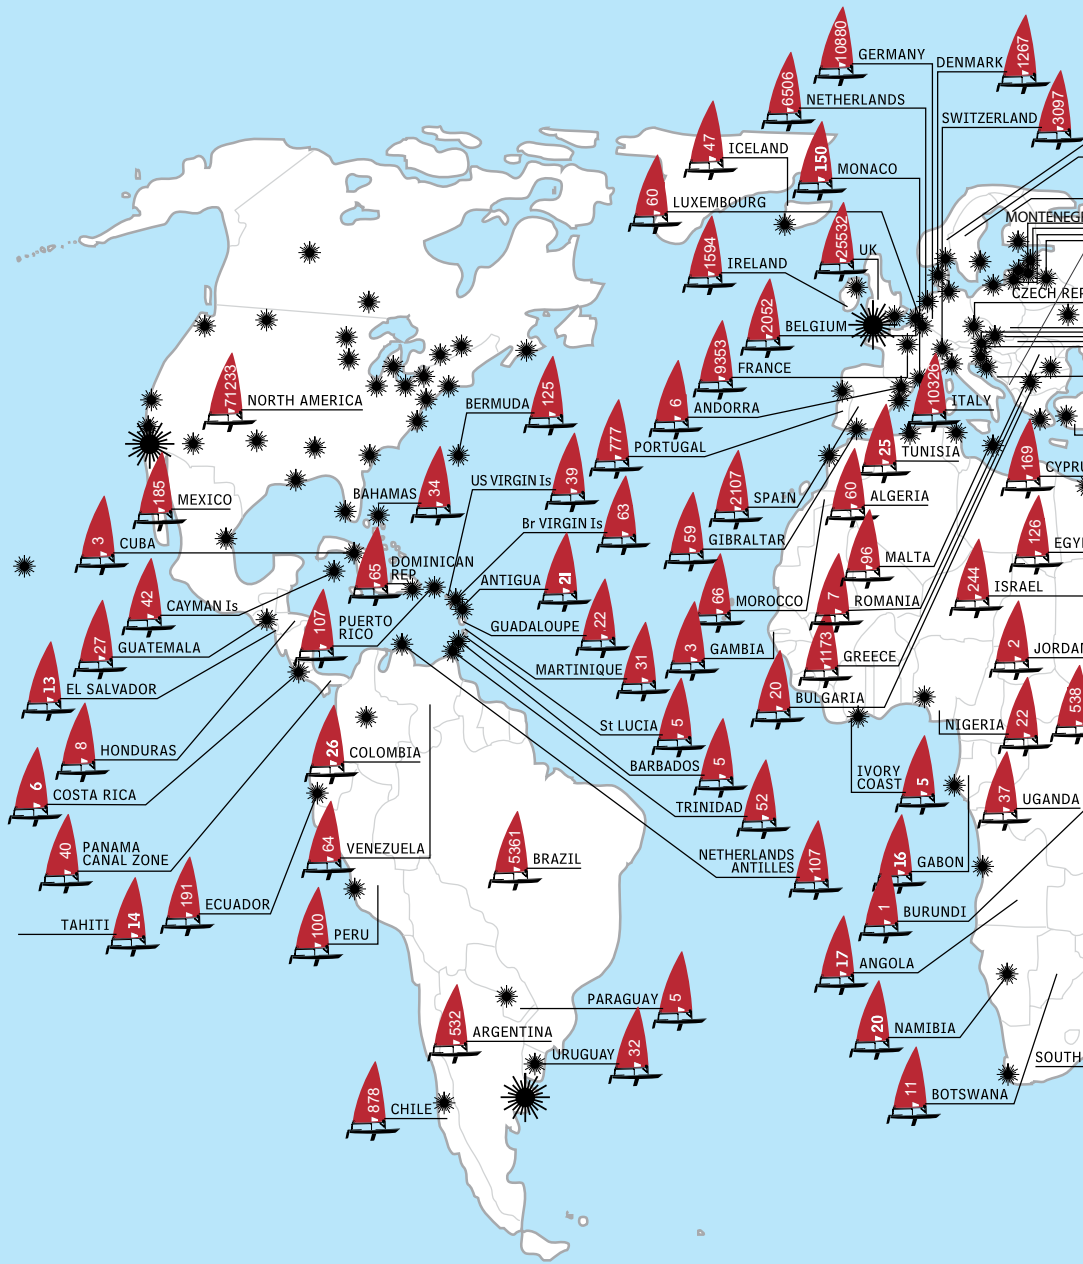 10880
GERMANY
DENMARK
1267
6506
NETHERLANDS
SWITZERLAND
3097
47
ICELAND
150
MONACO
60
LUXEMBOURG
MONTENEG
1594
IRELAND
25532
UK
CZECH REP
2052
BELGIUM
9353
FRANCE
6
ANDORRA
10326
ITALY
71233
NORTH AMERICA
125
BERMUDA
777
PORTUGAL
25
TUNISIA
185
MEXICO
34
BAHAMAS
39
US VIRGIN Is
2107
SPAIN
60
ALGERIA
169
CYPR
3
CUBA
63
Br VIRGIN Is
59
GIBRALTAR
96
MALTA
126
EGY
65
DOMINICAN
REP
21
ANTIGUA
66
MOROCCO
7
ROMANIA
244
ISRAEL
42
CAYMAN Is
107
PUERTO
RICO
22
GUADALOUPE
27
GUATEMALA
3
GAMBIA
1173
GREECE
2
JORDAN
13
EL SALVADOR
31
MARTINIQUE
20
BULGARIA
22
NIGERIA
538
8
HONDURAS
26
COLOMBIA
5
St LUCIA
5
BARBADOS
5
IVORY
COAST
6
COSTA RICA
52
TRINIDAD
37
UGANDA
40
PANAMA
CANAL ZONE
64
VENEZUELA
5361
BRAZIL
107
NETHERLANDS
ANTILLES
16
GABON
14
TAHITI
191
ECUADOR
100
PERU
1
BURUNDI
17
ANGOLA
5
PARAGUAY
532
ARGENTINA
32
URUGUAY
20
NAMIBIA
SOUTH
878
CHILE
11
BOTSWANA